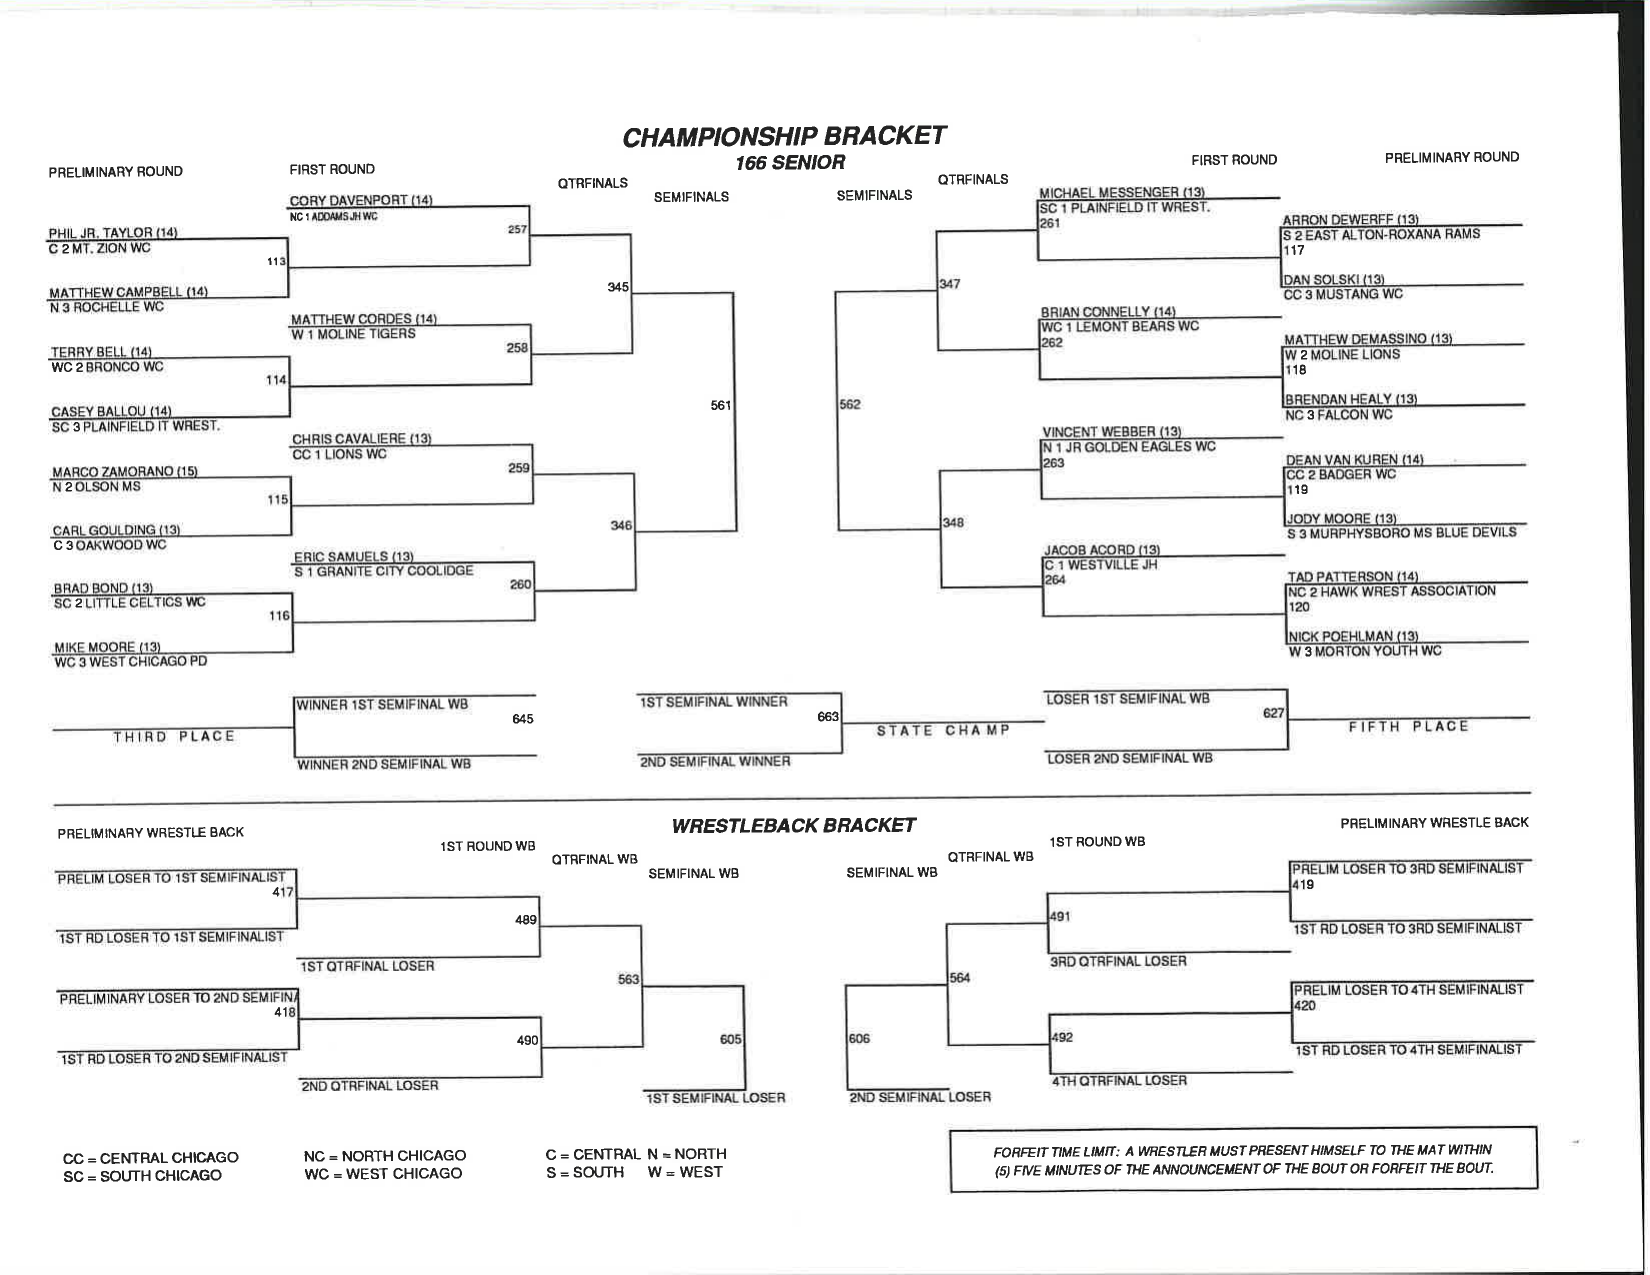 CHAMPIONSHIP BRACKET
166 SENIOR
PRELIMINARY ROUND
FIRST ROUND
QTRFINALS
SEMIFINALS
SEMIFINALS
QTRFINALS
FIRST ROUND
PRELIMINARY ROUND
CORY DAVENPORT (14)
NC 1 ADDAMS JH WC
257
PHIL JR. TAYLOR (14)
C 2 MT. ZION WC
113
MATTHEW CAMPBELL (14)
N 3 ROCHELLE WC
345
MATTHEW CORDES (14)
W 1 MOLINE TIGERS
258
TERRY BELL (14)
WC 2 BRONCO WC
114
CASEY BALLOU (14)
SC 3 PLAINFIELD IT WREST.
561
CHRIS CAVALIERE (13)
CC 1 LIONS WC
259
MARCO ZAMORANO (15)
N 2 OLSON MS
115
CARL GOULDING (13)
C 3 OAKWOOD WC
346
ERIC SAMUELS (13)
S 1 GRANITE CITY COOLIDGE
260
BRAD BOND (13)
SC 2 LITTLE CELTICS WC
116
MIKE MOORE (13)
WC 3 WEST CHICAGO PD
MICHAEL MESSENGER (13)
SC 1 PLAINFIELD IT WREST.
261
ARRON DEWERFF (13)
S 2 EAST ALTON-ROXANA RAMS
117
DAN SOLSKI (13)
CC 3 MUSTANG WC
347
BRIAN CONNELLY (14)
WC 1 LEMONT BEARS WC
262
MATTHEW DEMASSINO (13)
W 2 MOLINE LIONS
118
BRENDAN HEALY (13)
NC 3 FALCON WC
562
VINCENT WEBBER (13)
N 1 JR GOLDEN EAGLES WC
263
DEAN VAN KUREN (14)
CC 2 BADGER WC
119
JODY MOORE (13)
S 3 MURPHYSBORO MS BLUE DEVILS
348
JACOB ACORD (13)
C 1 WESTVILLE JH
264
TAD PATTERSON (14)
NC 2 HAWK WREST ASSOCIATION
120
NICK POEHLMAN (13)
W 3 MORTON YOUTH WC
WINNER 1ST SEMIFINAL WB
645
THIRD PLACE
WINNER 2ND SEMIFINAL WB
1ST SEMIFINAL WINNER
663
STATE CHAMP
2ND SEMIFINAL WINNER
LOSER 1ST SEMIFINAL WB
627
FIFTH PLACE
LOSER 2ND SEMIFINAL WB
WRESTLEBACK BRACKET
PRELIMINARY WRESTLE BACK
1ST ROUND WB
QTRFINAL WB
SEMIFINAL WB
SEMIFINAL WB
QTRFINAL WB
1ST ROUND WB
PRELIMINARY WRESTLE BACK
PRELIM LOSER TO 1ST SEMIFINALIST
417
489
1ST RD LOSER TO 1ST SEMIFINALIST
1ST QTRFINAL LOSER
563
PRELIMINARY LOSER TO 2ND SEMIFINA
418
490
1ST RD LOSER TO 2ND SEMIFINALIST
2ND QTRFINAL LOSER
605
1ST SEMIFINAL LOSER
PRELIM LOSER TO 3RD SEMIFINALIST
419
491
1ST RD LOSER TO 3RD SEMIFINALIST
3RD QTRFINAL LOSER
564
PRELIM LOSER TO 4TH SEMIFINALIST
420
492
606
1ST RD LOSER TO 4TH SEMIFINALIST
4TH QTRFINAL LOSER
2ND SEMIFINAL LOSER
CC = CENTRAL CHICAGO
NC = NORTH CHICAGO
C = CENTRAL N = NORTH
SC = SOUTH CHICAGO
WC = WEST CHICAGO
S = SOUTH W = WEST
FORFEIT TIME LIMIT: A WRESTLER MUST PRESENT HIMSELF TO THE MAT WITHIN
(5) FIVE MINUTES OF THE ANNOUNCEMENT OF THE BOUT OR FORFEIT THE BOUT.